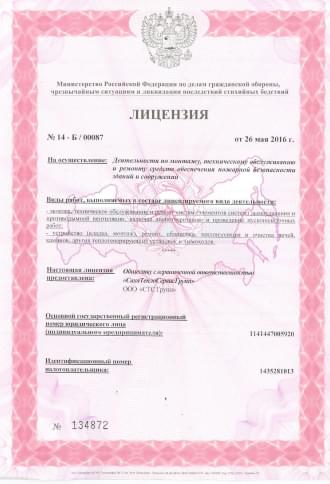 Министерство Российской Федерации по делам гражданской обороны,
чрезвычайным ситуациям и ликвидации последствий стихийных бедствий
ЛИЦЕНЗИЯ
№ 14 - Б / 00087 от 26 мая 2016 г.
На осуществление: Деятельности по монтажу, техническому обслуживанию
и ремонту средств обеспечения пожарной безопасности
зданий и сооружений
Виды работ, выполняемых в составе лицензируемого вида деятельности:
- монтаж, техническое обслуживание и ремонт систем (элементов систем) дымоудаления и
противодымной вентиляции, включая диспетчеризацию и проведение пусконаладочных
работ;
- устройство (кладка, монтаж), ремонт, облицовка, теплоизоляция и очистка печей,
каминов, других теплогенерирующих установок и дымоходов.
Настоящая лицензия Обществу с ограниченной ответственностью
предоставлена: «СахаТеплоСервисГрупп»
ООО «СТСГрупп»
Основной государственный регистрационный
номер юридического лица
(индивидуального предпринимателя): 1141447005920
Идентификационный номер
налогоплательщика: 1435281013
№ 134872